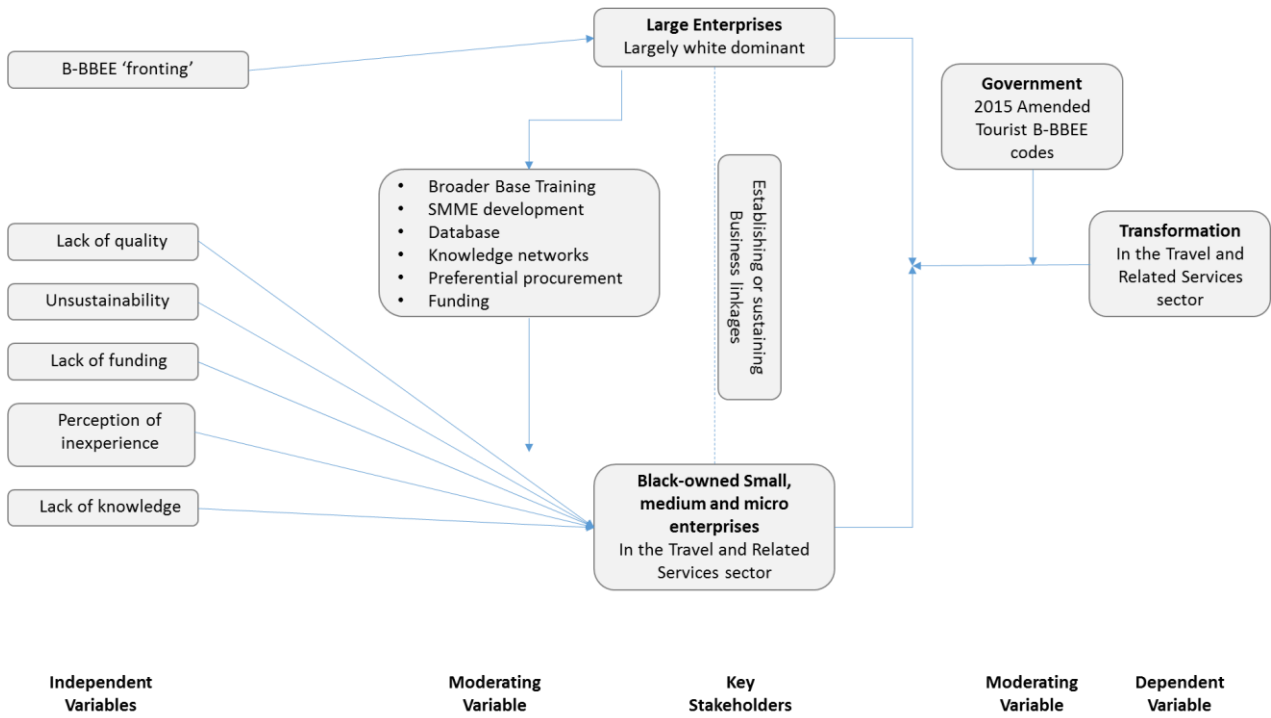 Large Enterprises
Largely white dominant
B-BBEE ‘fronting’
Government
2015 Amended
Tourist B-BBEE
codes
• Broader Base Training
• SMME development
• Database
• Knowledge networks
• Preferential procurement
• Funding
Establishing or sustaining
Business linkages
Transformation
In the Travel and
Related Services
sector
Lack of quality
Unsustainability
Lack of funding
Perception of
inexperience
Lack of knowledge
Black-owned Small,
medium and micro
enterprises
In the Travel and Related
Services sector
Independent
Variables
Moderating
Variable
Key
Stakeholders
Moderating
Variable
Dependent
Variable